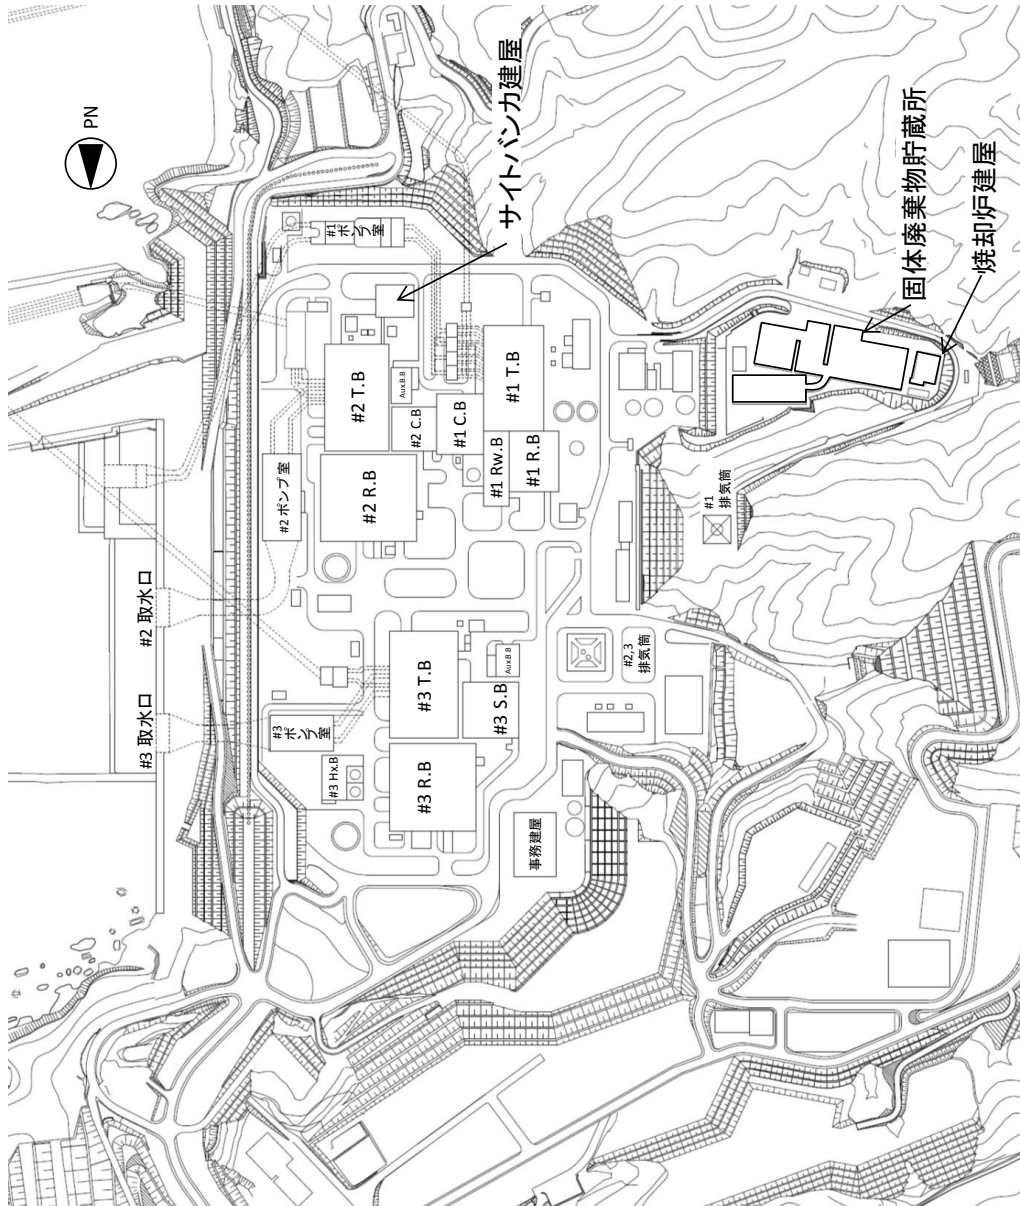 PN
サイトバンカ建屋
固体廃棄物貯蔵所
焼却炉建屋
#1
ポンプ室
#2 T.B
Aux.B.B
#2 C.B
#1 C.B
#1 T.B
#1 Rw.B
#1 R.B
#2 ポンプ室
#2 R.B
#1
排気筒
#2 取水口
#3 取水口
#3
ポンプ室
#3 Hx.B
#3 T.B
#3 R.B
#3 S.B
Aux.B.B
#2,3
排気筒
事務建屋